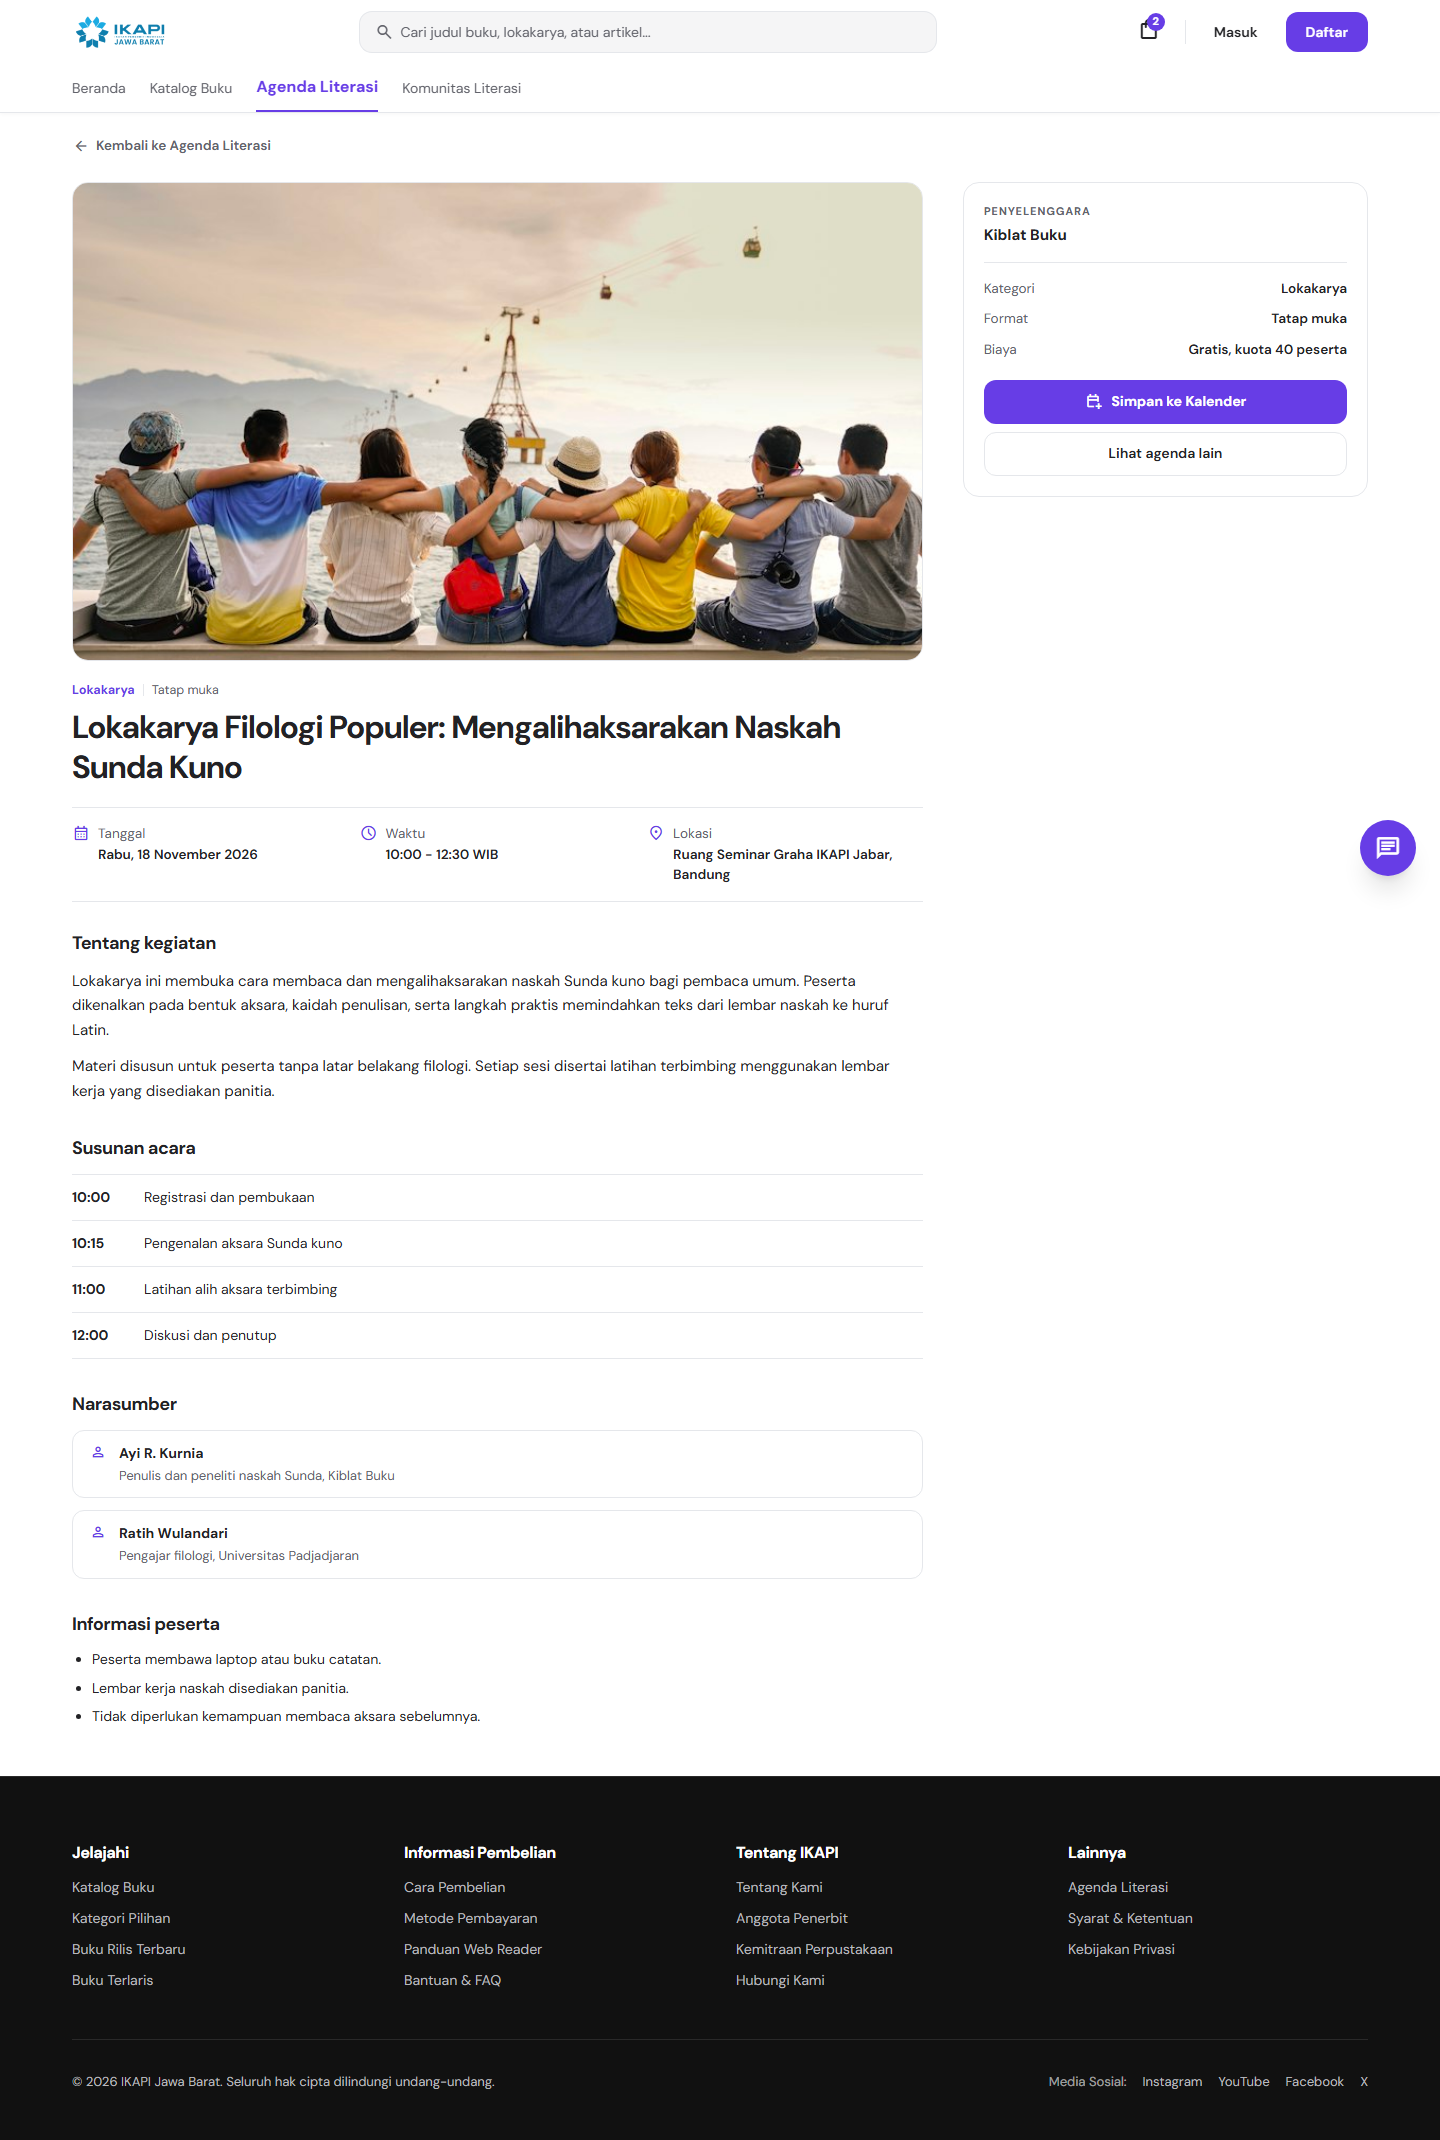 IKAPI
JAWA BARAT
Cari judul buku, lokakarya, atau artikel...
2
Masuk
Daftar
Beranda
Katalog Buku
Agenda Literasi
Komunitas Literasi
Kembali ke Agenda Literasi
PENYELENGGARA
Kiblat Buku
Kategori
Lokakarya
Format
Tatap muka
Biaya
Gratis, kuota 40 peserta
Simpan ke Kalender
Lihat agenda lain
Lokakarya
Tatap muka
Lokakarya Filologi Populer: Mengalihaksarakan Naskah
Sunda Kuno
Tanggal
Rabu, 18 November 2026
Waktu
10:00 - 12:30 WIB
Lokasi
Ruang Seminar Graha IKAPI Jabar,
Bandung
Tentang kegiatan
Lokakarya ini membuka cara membaca dan mengalihaksarakan naskah Sunda kuno bagi pembaca umum. Peserta
dikenalkan pada bentuk aksara, kaidah penulisan, serta langkah praktis memindahkan teks dari lembar naskah ke huruf
Latin.
Materi disusun untuk peserta tanpa latar belakang filologi. Setiap sesi disertai latihan terbimbing menggunakan lembar
kerja yang disediakan panitia.
Susunan acara
10:00 Registrasi dan pembukaan
10:15 Pengenalan aksara Sunda kuno
11:00 Latihan alih aksara terbimbing
12:00 Diskusi dan penutup
Narasumber
Ayi R. Kurnia
Penulis dan peneliti naskah Sunda, Kiblat Buku
Ratih Wulandari
Pengajar filologi, Universitas Padjadjaran
Informasi peserta
• Peserta membawa laptop atau buku catatan.
• Lembar kerja naskah disediakan panitia.
• Tidak diperlukan kemampuan membaca aksara sebelumnya.
Jelajahi
Katalog Buku
Kategori Pilihan
Buku Rilis Terbaru
Buku Terlaris
Informasi Pembelian
Cara Pembelian
Metode Pembayaran
Panduan Web Reader
Bantuan & FAQ
Tentang IKAPI
Tentang Kami
Anggota Penerbit
Kemitraan Perpustakaan
Hubungi Kami
Lainnya
Agenda Literasi
Syarat & Ketentuan
Kebijakan Privasi
© 2026 IKAPI Jawa Barat. Seluruh hak cipta dilindungi undang-undang.
Media Sosial: Instagram YouTube Facebook X